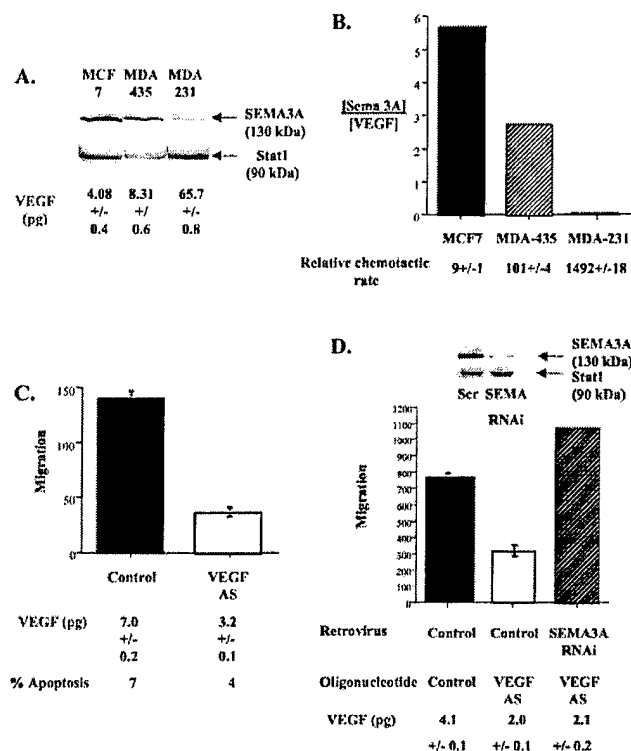 A.
MCF MDA MDA
7 435 231
SEMA3A
(130 kDa)
Stat1
(90 kDa)
VEGF 4.08 8.31 65.7
(pg) +/- +/ +/-
0.4 0.6 0.8
B.
6
5
4
3
2
1
0
[Sema 3A]
[VEGF]
MCF7 MDA-435 MDA-231
Relative chemotactic 9+/-1 101+/-4 1492+/-18
rate
C.
150
100
50
0
Migration
Control VEGF
AS
VEGF (pg) 7.0 3.2
+/- +/-
0.2 0.1
% Apoptosis 7 4
D.
SEMA3A
(130 kDa)
Stat1
(90 kDa)
Scr SEMA
RNAi
1200
1100
1000
900
800
700
600
500
400
300
200
100
0
Migration
Retrovirus Control Control SEMA3A
RNAi
Oligonucleotide Control VEGF VEGF
AS AS
VEGF (pg) 4.1 2.0 2.1
+/- 0.1 +/- 0.1 +/- 0.2